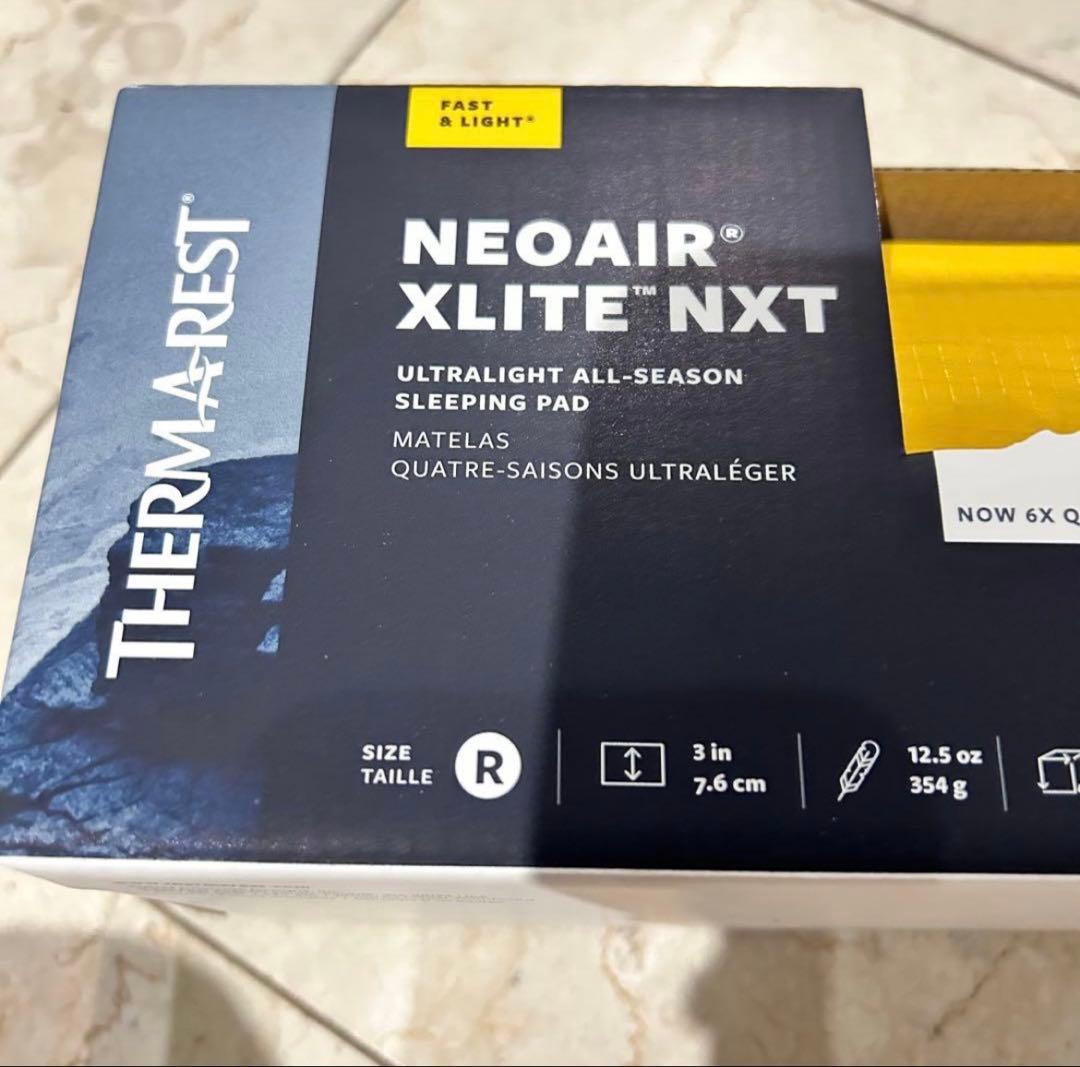 FAST
& LIGHT®
THERMAREST®
NEOAIR®
XLITE™ NXT
ULTRALIGHT ALL-SEASON
SLEEPING PAD
MATELAS
QUATRE-SAISONS ULTRALÉGER
NOW 6X Q
SIZE
TAILLE
R
3 in
7.6 cm
12.5 oz
354 g